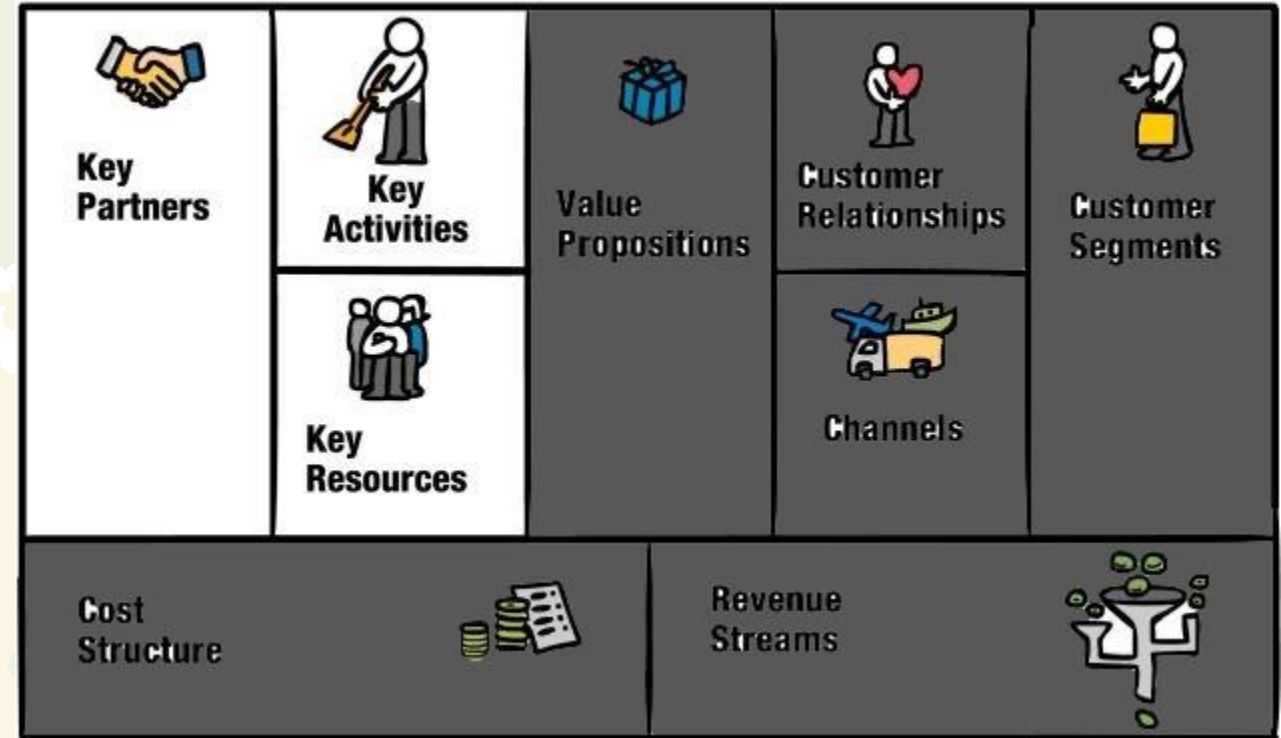 Key
Partners
Key
Activities
Key
Resources
Value
Propositions
Customer
Relationships
Channels
Customer
Segments
Cost
Structure
Revenue
Streams